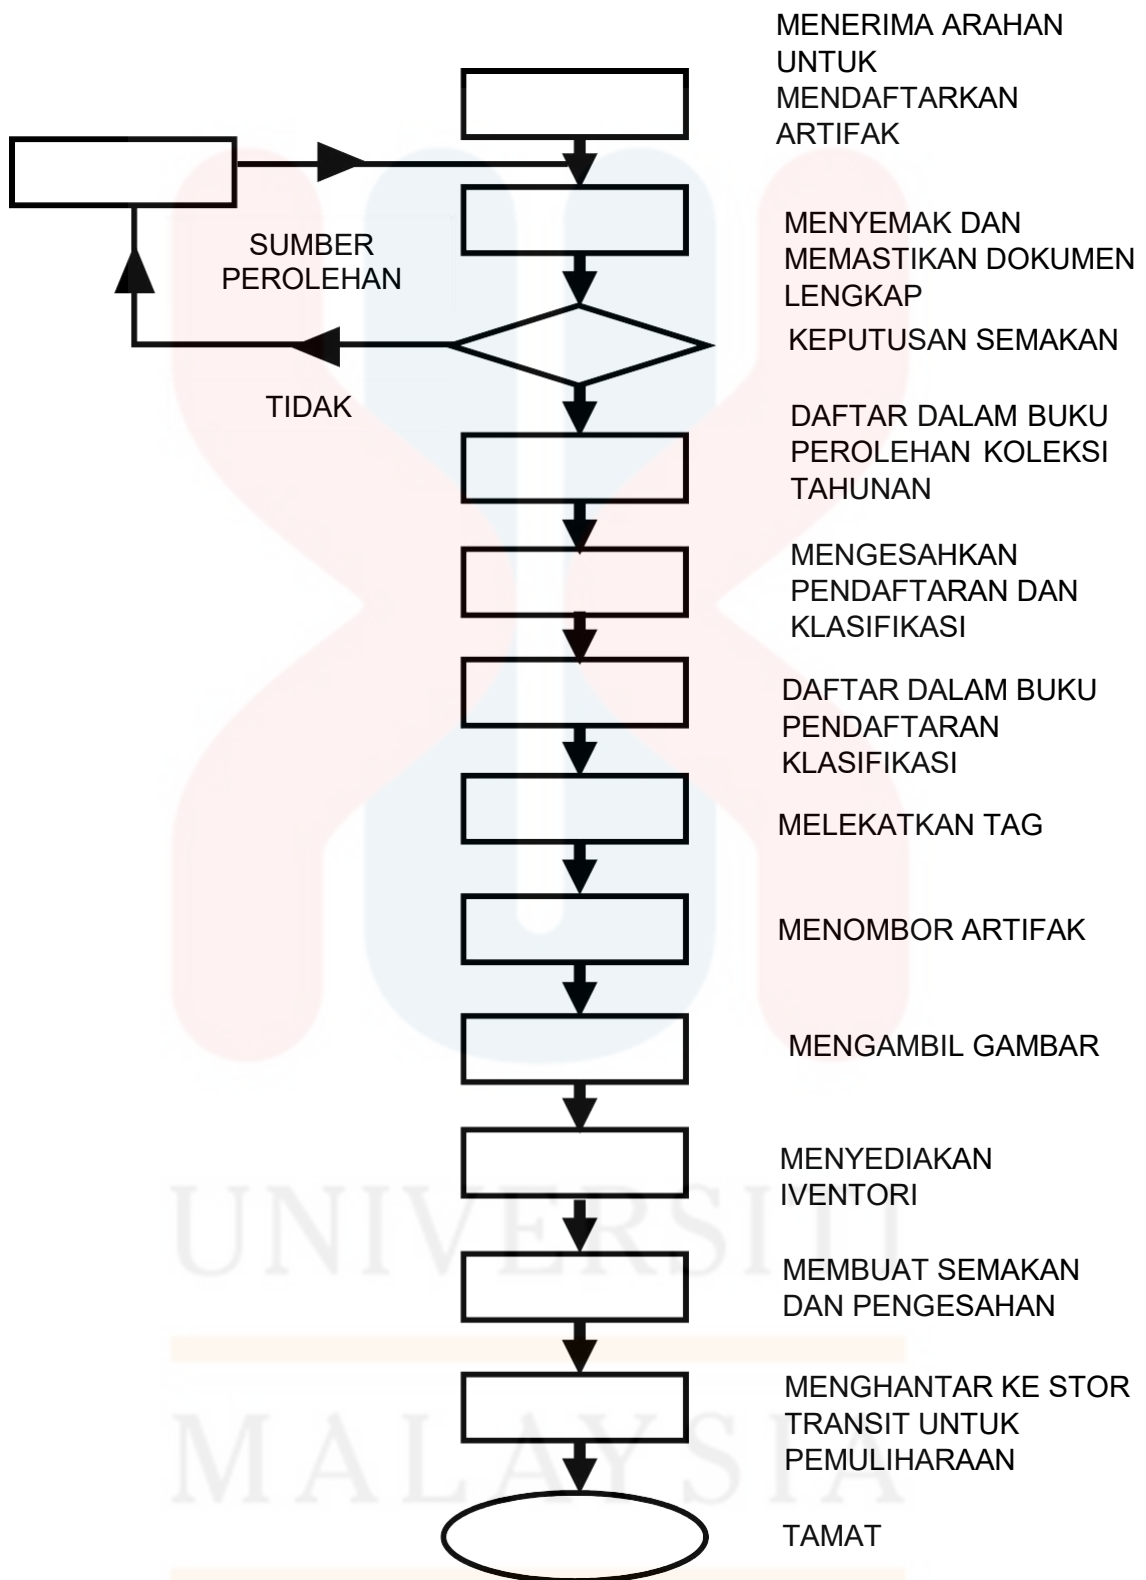 MENERIMA ARAHAN
UNTUK
MENDAFTARKAN
ARTIFAK
SUMBER
PEROLEHAN
MENYEMAK DAN
MEMASTIKAN DOKUMEN
LENGKAP
KEPUTUSAN SEMAKAN
TIDAK
DAFTAR DALAM BUKU
PEROLEHAN KOLEKSI
TAHUNAN
MENGESAHKAN
PENDAFTARAN DAN
KLASIFIKASI
DAFTAR DALAM BUKU
PENDAFTARAN
KLASIFIKASI
MELEKATKAN TAG
MENOMBOR ARTIFAK
MENGAMBIL GAMBAR
MENYEDIAKAN
IVENTORI
UNIVERSITI
MEMBUAT SEMAKAN
DAN PENGESAHAN
MENGHANTAR KE STOR
TRANSIT UNTUK
PEMULIHARAAN
MALAYSIA
TAMAT